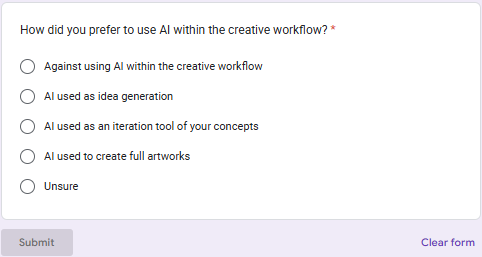 How did you prefer to use AI within the creative workflow? *
Against using AI within the creative workflow
AI used as idea generation
AI used as an iteration tool of your concepts
AI used to create full artworks
Unsure
Submit
Clear form